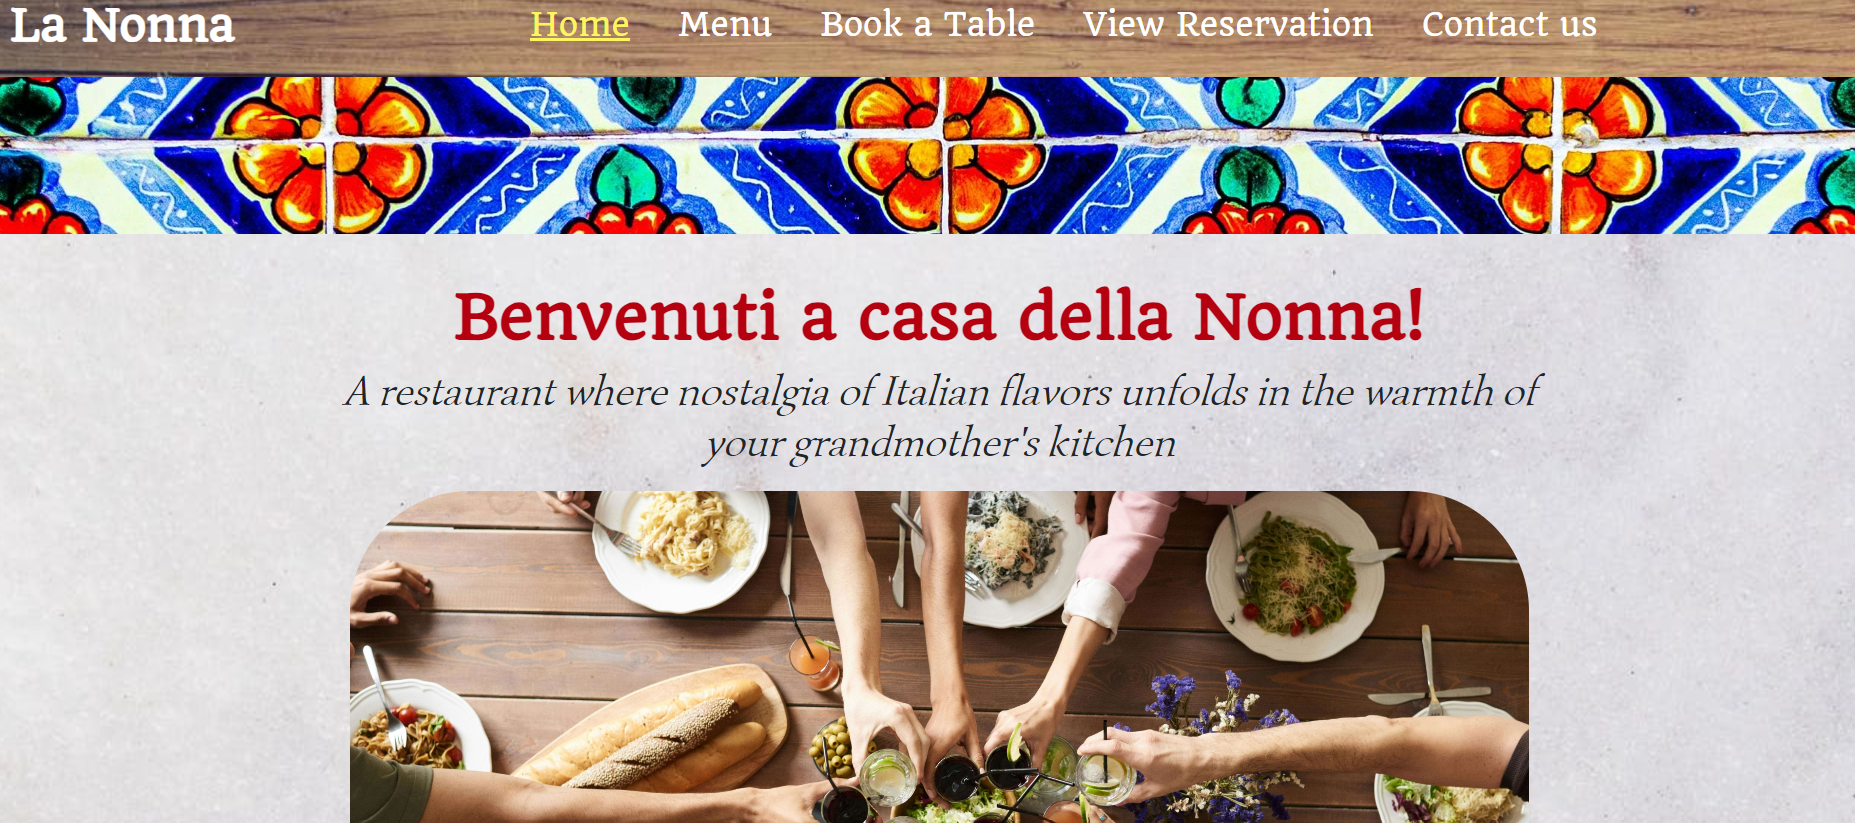 La Nonna
Home Menu Book a Table View Reservation Contact us
Benvenuti a casa della Nonna!
A restaurant where nostalgia of Italian flavors unfolds in the warmth of
your grandmother's kitchen